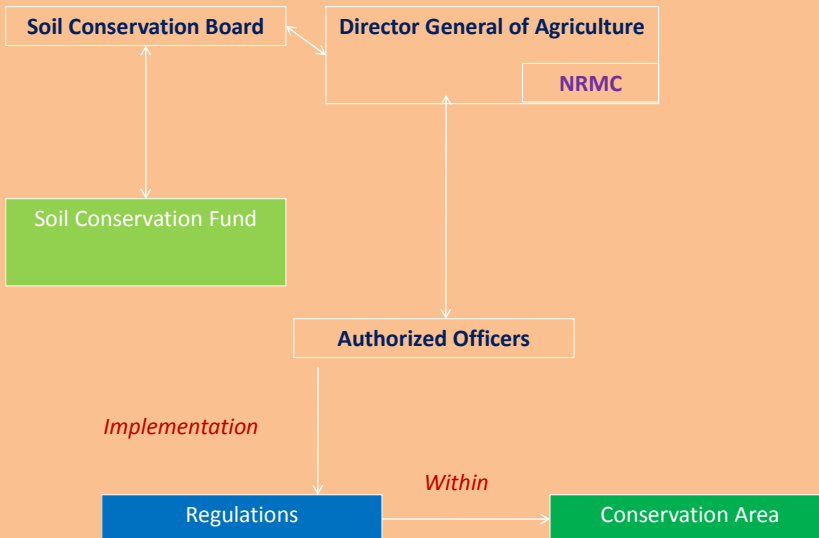 Soil Conservation Board
Director General of Agriculture
NRMC
Soil Conservation Fund
Authorized Officers
Implementation
Within
Regulations
Conservation Area